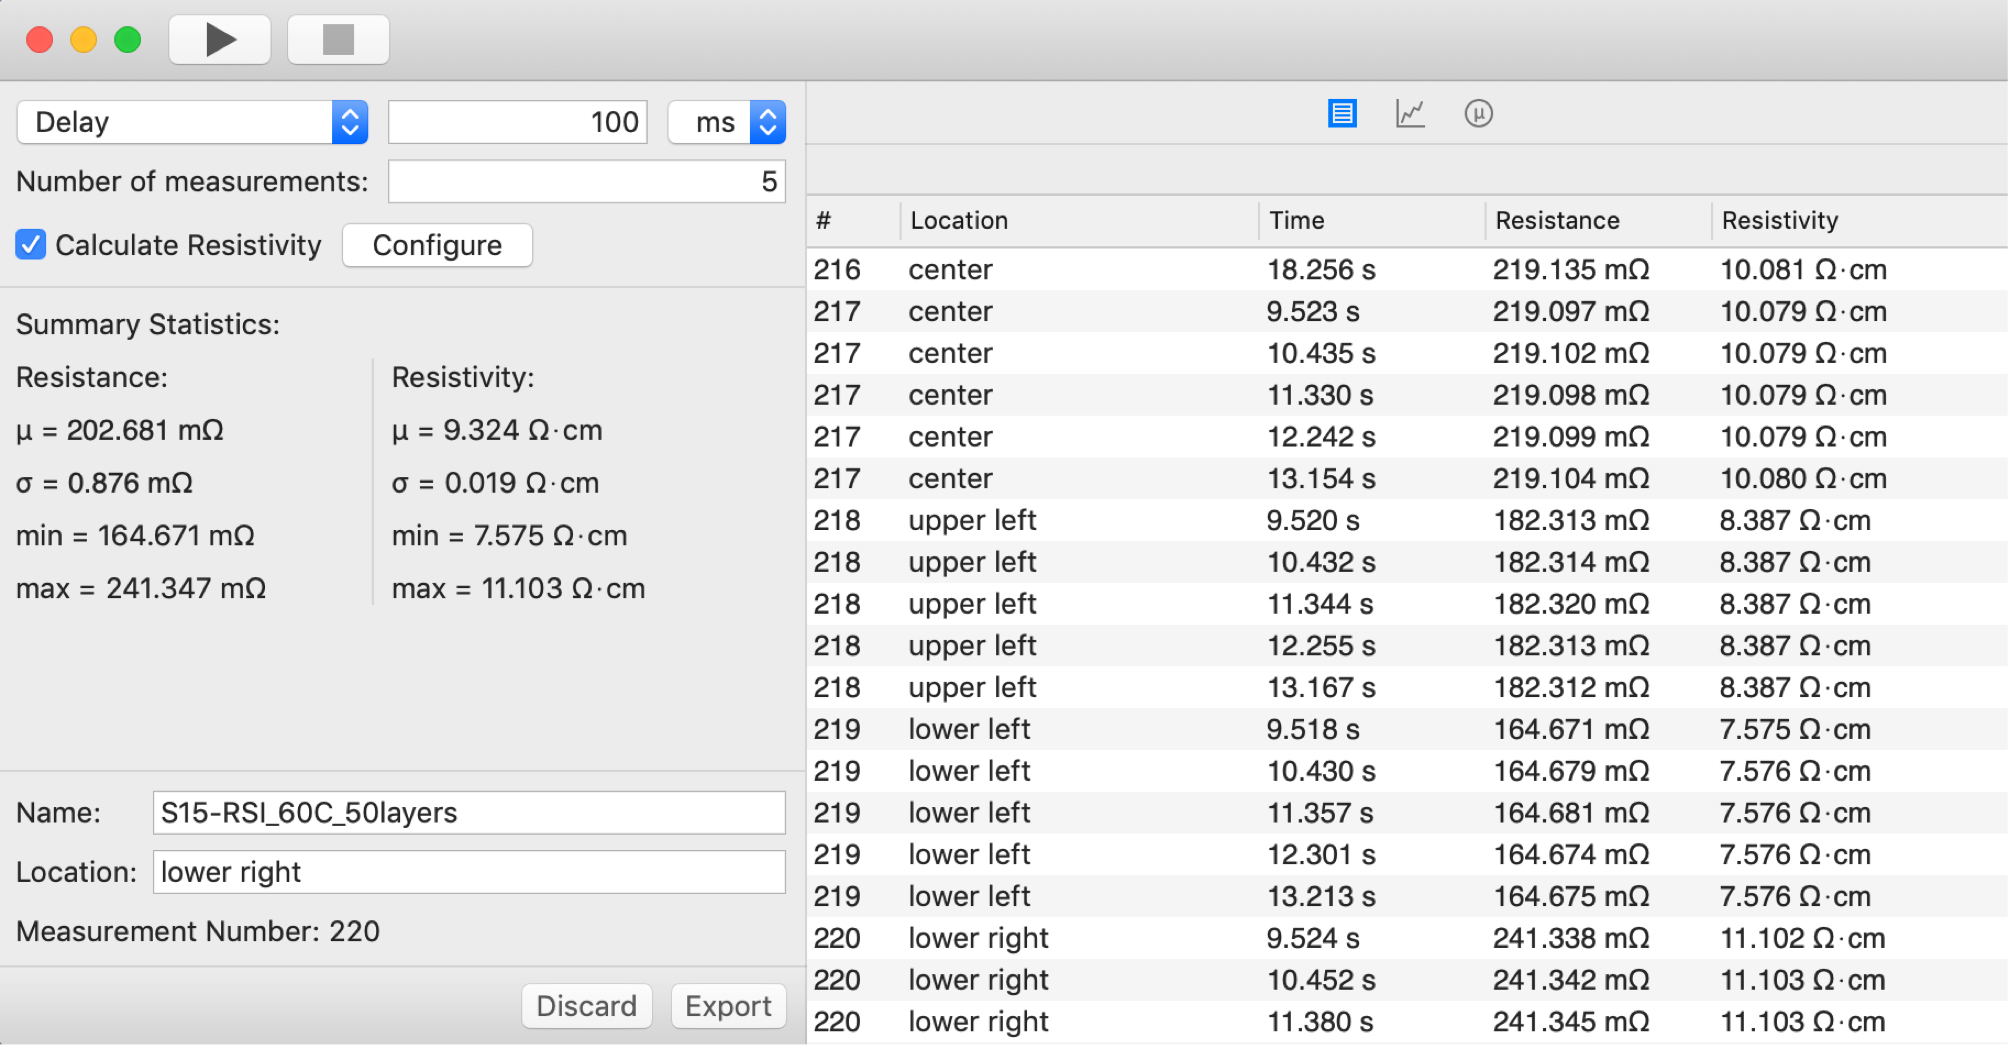 Delay 100 ms
Number of measurements: 5
Calculate Resistivity Configure
Summary Statistics:
Resistance: Resistivity:
μ = 202.681 mΩ μ = 9.324 Ω·cm
σ = 0.876 mΩ σ = 0.019 Ω·cm
min = 164.671 mΩ min = 7.575 Ω·cm
max = 241.347 mΩ max = 11.103 Ω·cm
Name: S15-RSI_60C_50layers
Location: lower right
Measurement Number: 220
Discard Export
μ
# Location Time Resistance Resistivity
216 center 18.256 s 219.135 mΩ 10.081 Ω·cm
217 center 9.523 s 219.097 mΩ 10.079 Ω·cm
217 center 10.435 s 219.102 mΩ 10.079 Ω·cm
217 center 11.330 s 219.098 mΩ 10.079 Ω·cm
217 center 12.242 s 219.099 mΩ 10.079 Ω·cm
217 center 13.154 s 219.104 mΩ 10.080 Ω·cm
218 upper left 9.520 s 182.313 mΩ 8.387 Ω·cm
218 upper left 10.432 s 182.314 mΩ 8.387 Ω·cm
218 upper left 11.344 s 182.320 mΩ 8.387 Ω·cm
218 upper left 12.255 s 182.313 mΩ 8.387 Ω·cm
218 upper left 13.167 s 182.312 mΩ 8.387 Ω·cm
219 lower left 9.518 s 164.671 mΩ 7.575 Ω·cm
219 lower left 10.430 s 164.679 mΩ 7.576 Ω·cm
219 lower left 11.357 s 164.681 mΩ 7.576 Ω·cm
219 lower left 12.301 s 164.674 mΩ 7.576 Ω·cm
219 lower left 13.213 s 164.675 mΩ 7.576 Ω·cm
220 lower right 9.524 s 241.338 mΩ 11.102 Ω·cm
220 lower right 10.452 s 241.342 mΩ 11.103 Ω·cm
220 lower right 11.380 s 241.345 mΩ 11.103 Ω·cm